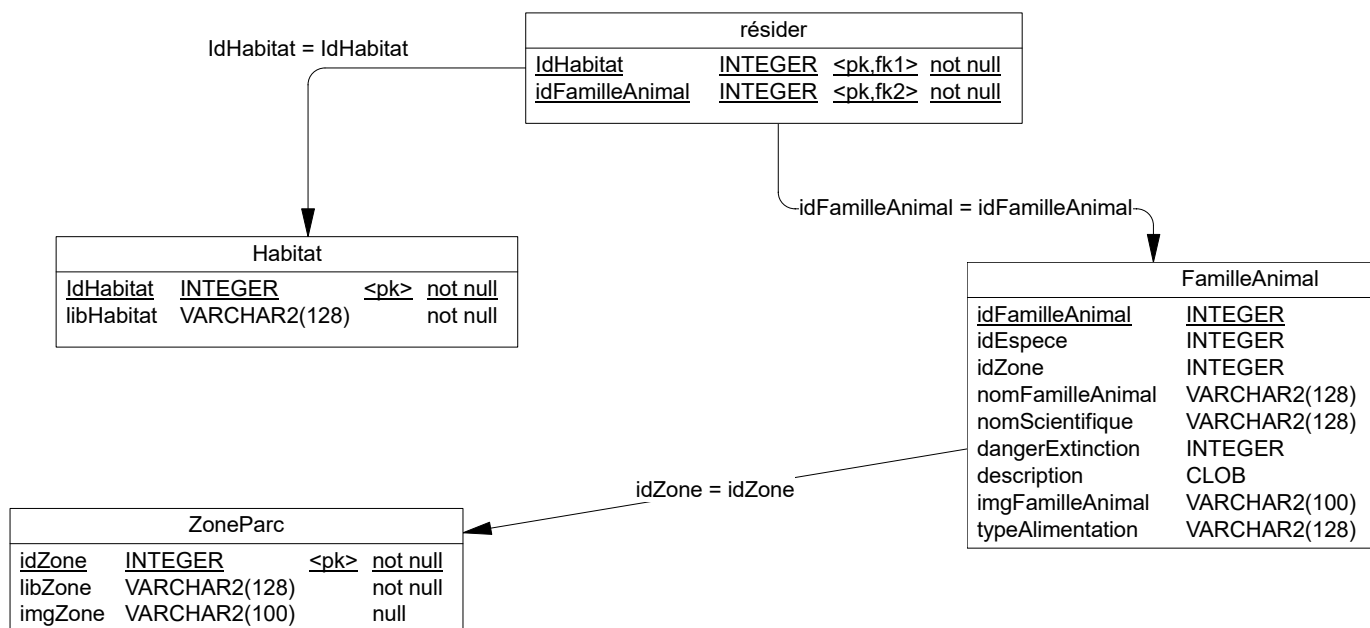 résider
IdHabitat INTEGER <pk,fk1> not null
idFamilleAnimal INTEGER <pk,fk2> not null
IdHabitat = IdHabitat
idFamilleAnimal = idFamilleAnimal
Habitat
IdHabitat INTEGER <pk> not null
libHabitat VARCHAR2(128) not null
FamilleAnimal
idFamilleAnimal INTEGER
idEspece INTEGER
idZone INTEGER
nomFamilleAnimal VARCHAR2(128)
nomScientifique VARCHAR2(128)
dangerExtinction INTEGER
description CLOB
imgFamilleAnimal VARCHAR2(100)
typeAlimentation VARCHAR2(128)
idZone = idZone
ZoneParc
idZone INTEGER <pk> not null
libZone VARCHAR2(128) not null
imgZone VARCHAR2(100) null